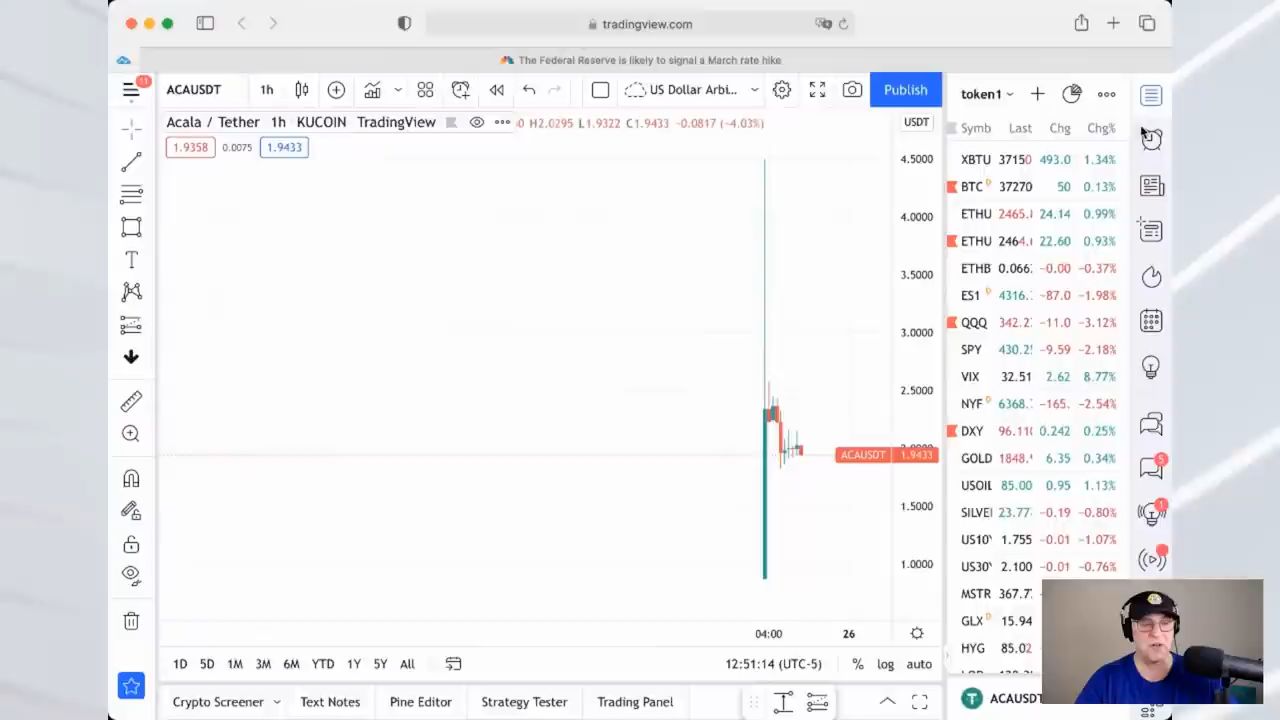 tradingview.com
The Federal Reserve is likely to signal a March rate hike
11
ACAUSDT 1h US Dollar Arbi... Publish
token1
Acala / Tether 1h KUCOIN TradingView H2.0295 L1.9322 C1.9433 -0.0817 (-4.03%)
USDT
1.9358 0.0075 1.9433
Symb Last Chg Chg%
XBTU 37150 493.0 1.34%
BTC D 37270 50 0.13%
ETHU 2465. 24.14 0.99%
ETHU 2464. 22.60 0.93%
ETHB 0.066 -0.00 -0.37%
ES1 D 4316. -87.0 -1.98%
QQQ 342.2 -11.0 -3.12%
SPY 430.2 -9.59 -2.18%
VIX 32.51 2.62 8.77%
NYF D 6368. -165. -2.54%
DXY 96.110 0.242 0.25%
GOLD 1848. 6.35 0.34%
USOIL 85.00 0.95 1.13%
SILVE 23.77 -0.19 -0.80%
US10 1.755 -0.01 -1.07%
US30 2.100 -0.01 -0.76%
MSTR 367.7
GLX D 15.94
HYG 85.02
ACAUSDT
4.5000
4.0000
3.5000
3.0000
2.5000
ACAUSDT 1.9433
1.5000
1.0000
5
1
04:00 26
1D 5D 1M 3M 6M YTD 1Y 5Y All 12:51:14 (UTC-5) % log auto
Crypto Screener Text Notes Pine Editor Strategy Tester Trading Panel